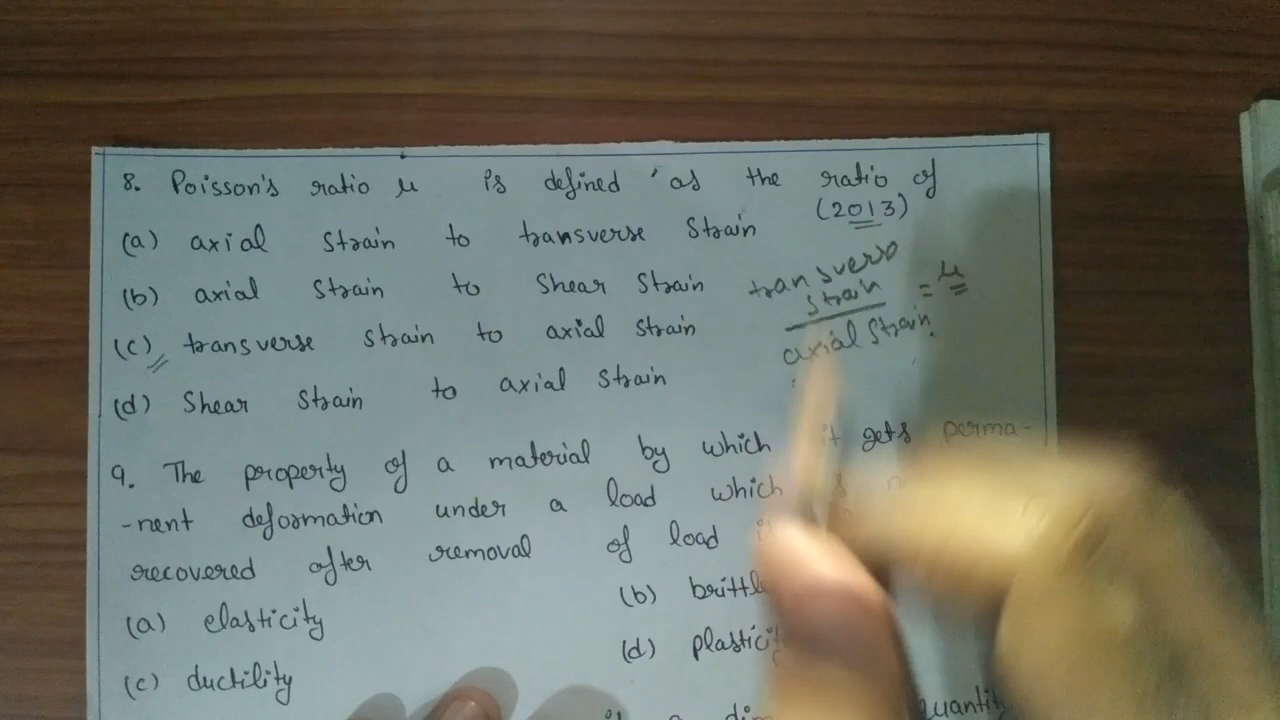 8. Poisson's ratio μ is defined as the ratio of
(2013)
(a) axial strain to transverse strain
(b) axial strain to shear strain
(c) transverse strain to axial strain
(d) Shear strain to axial strain
transverse
strain
= μ
axial strain.
9. The property of a material by which it gets perma-
-nent deformation under a load which
recovered after removal of load
(a) elasticity
(b) brittle
(c) ductility
(d) plastici